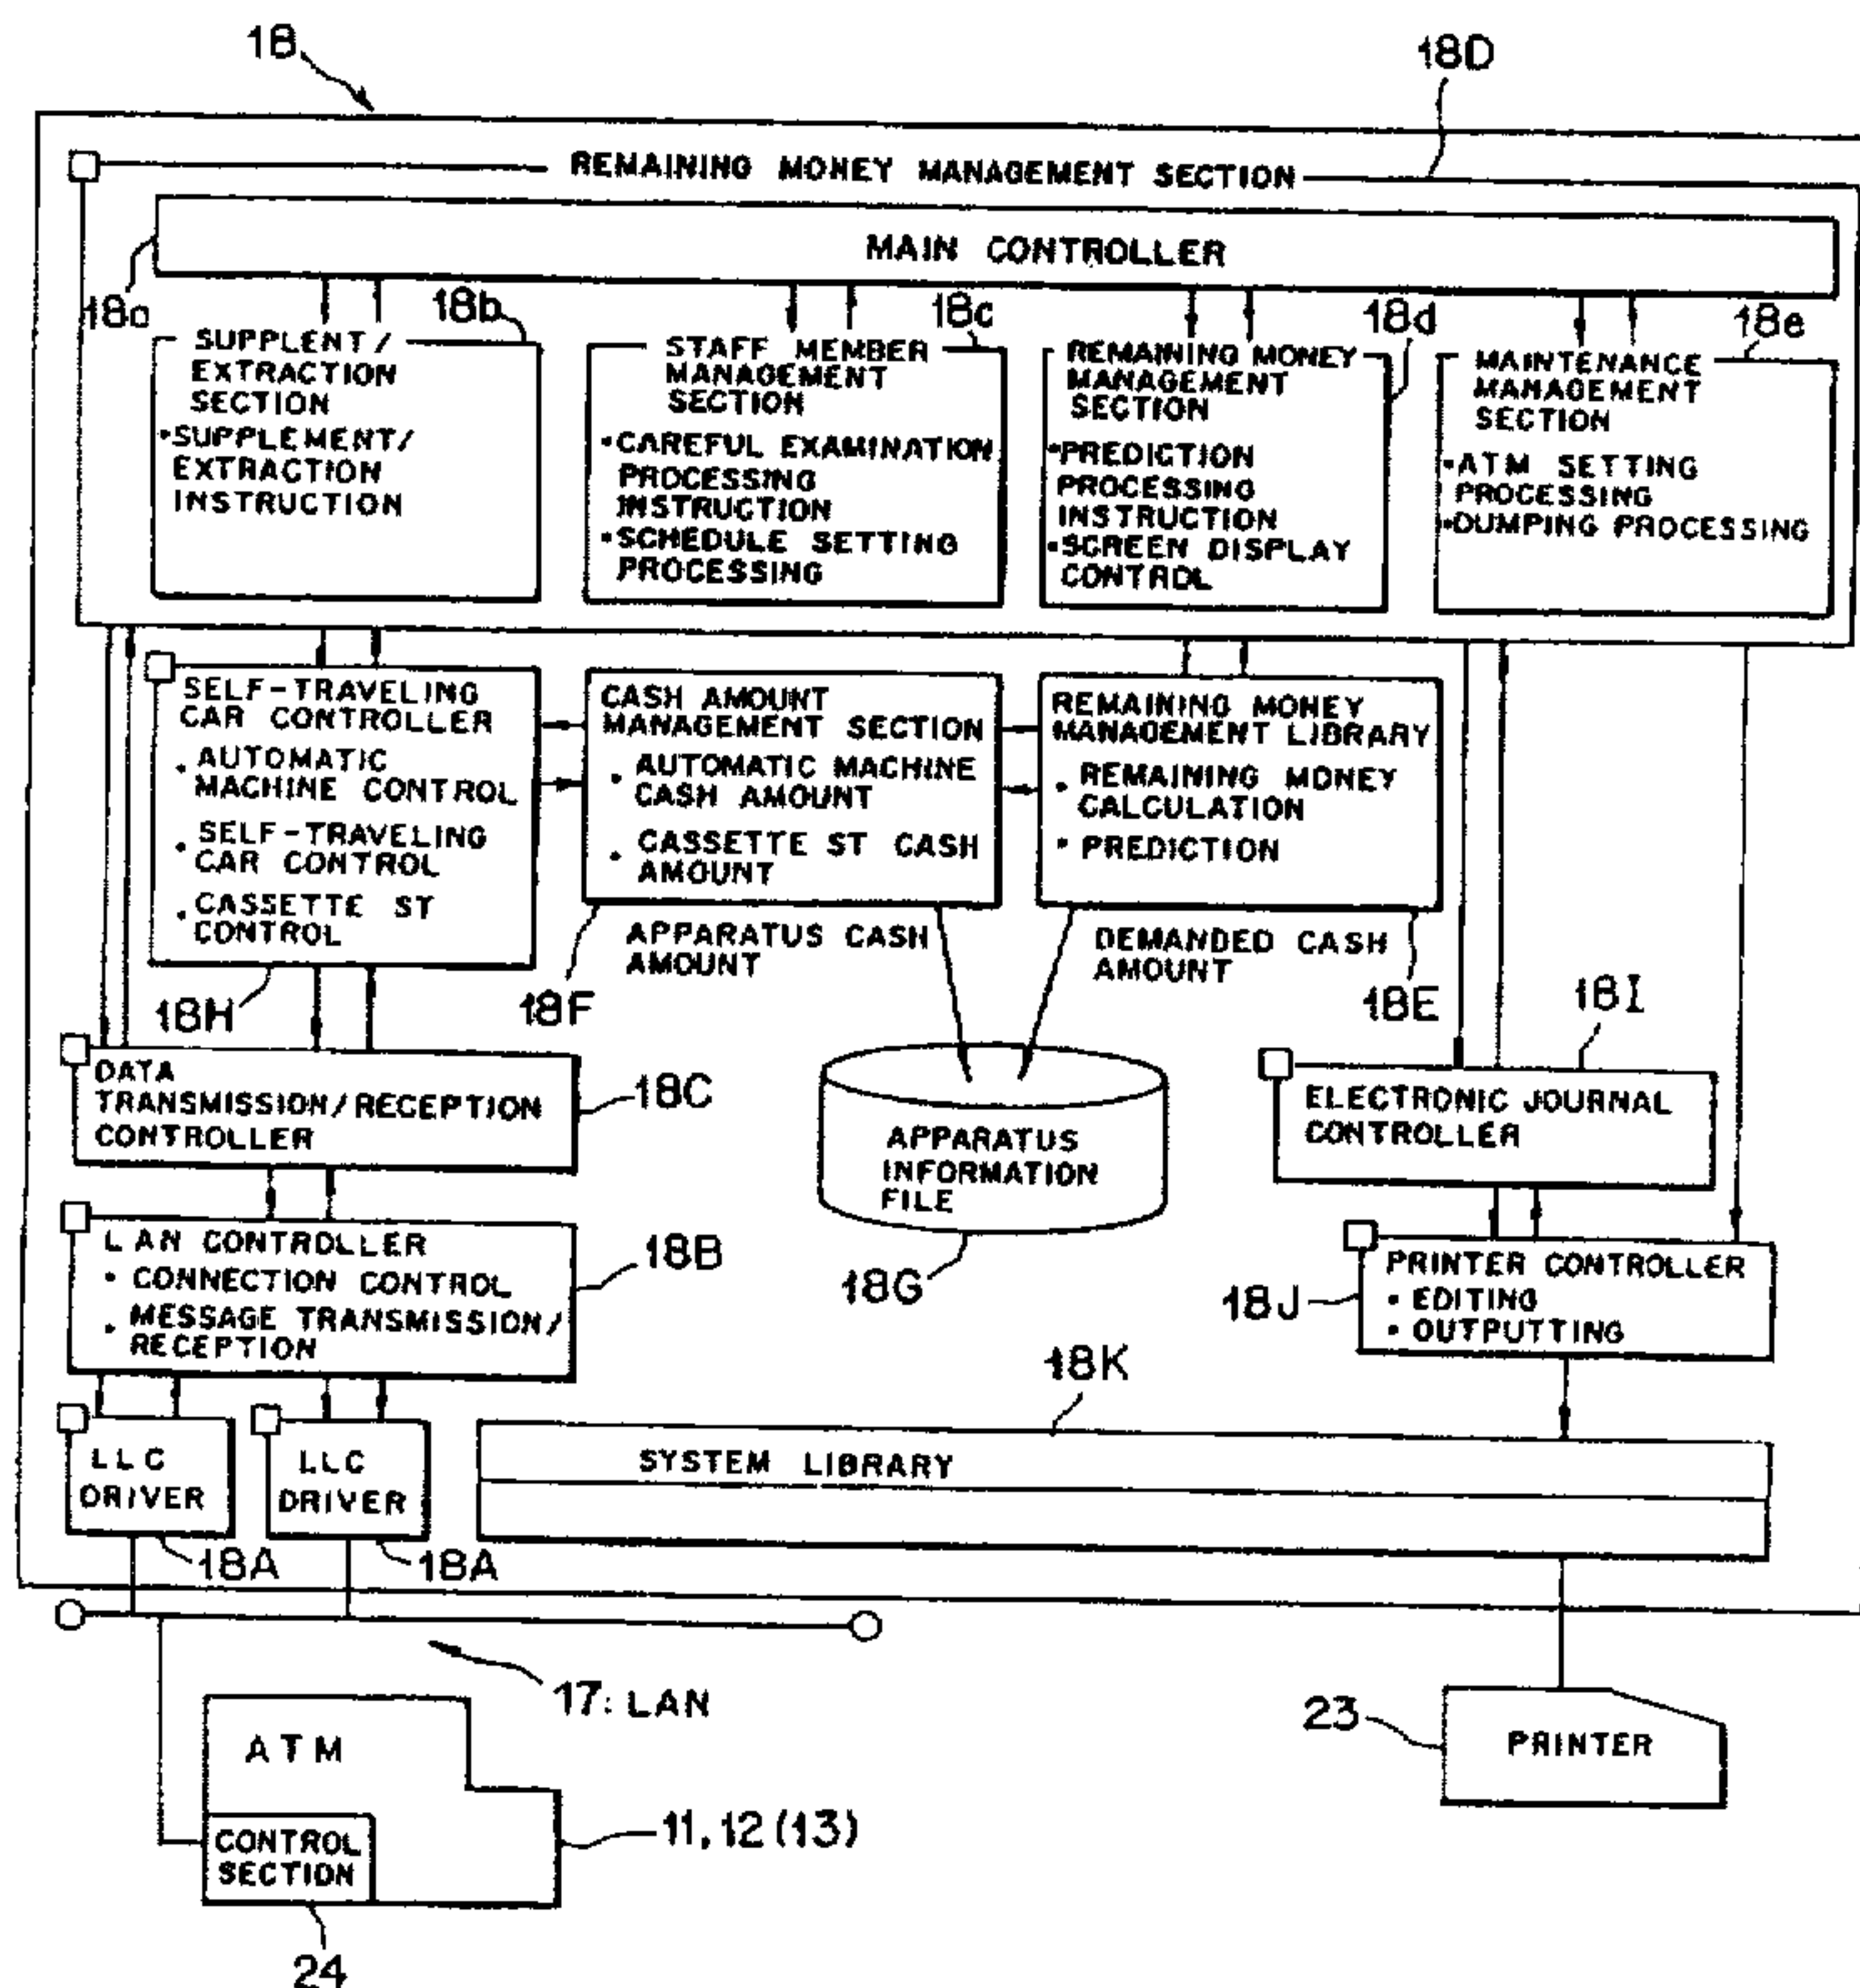 18
18D
REMAINING MONEY MANAGEMENT SECTION
MAIN CONTROLLER
18a
18b
18c
18d
18e
SUPPLENT/
EXTRACTION
SECTION
•SUPPLEMENT/
EXTRACTION
INSTRUCTION
STAFF MEMBER
MANAGEMENT
SECTION
•CAREFUL EXAMINATION
PROCESSING
INSTRUCTION
•SCHEDULE SETTING
PROCESSING
REMAINING MONEY
MANAGEMENT
SECTION
•PREDICTION
PROCESSING
INSTRUCTION
•SCREEN DISPLAY
CONTROL
MAINTENANCE
MANAGEMENT
SECTION
•ATM SETTING
PROCESSING
•DUMPING PROCESSING
SELF-TRAVELING
CAR CONTROLLER
• AUTOMATIC
MACHINE CONTROL
• SELF-TRAVELING
CAR CONTROL
• CASSETTE ST
CONTROL
18H
CASH AMOUNT
MANAGEMENT SECTION
• AUTOMATIC MACHINE
CASH AMOUNT
• CASSETTE ST CASH
AMOUNT
18F
REMAINING MONEY
MANAGEMENT LIBRARY
• REMAINING MONEY
CALCULATION
• PREDICTION
18E
APPARATUS CASH
AMOUNT
DEMANDED CASH
AMOUNT
18I
DATA
TRANSMISSION/RECEPTION
CONTROLLER
18C
APPARATUS
INFORMATION
FILE
18G
ELECTRONIC JOURNAL
CONTROLLER
LAN CONTROLLER
• CONNECTION CONTROL
• MESSAGE TRANSMISSION/
RECEPTION
18B
PRINTER CONTROLLER
• EDITING
• OUTPUTTING
18J
18K
LLC
DRIVER
18A
LLC
DRIVER
18A
SYSTEM LIBRARY
17: LAN
ATM
CONTROL
SECTION
11, 12 (13)
24
23
PRINTER